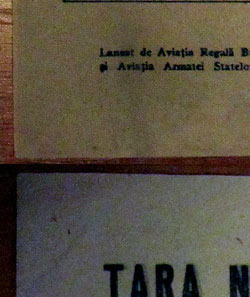 Lansat de Aviația Regală B
și Aviația Armatei Statelo
TARA N